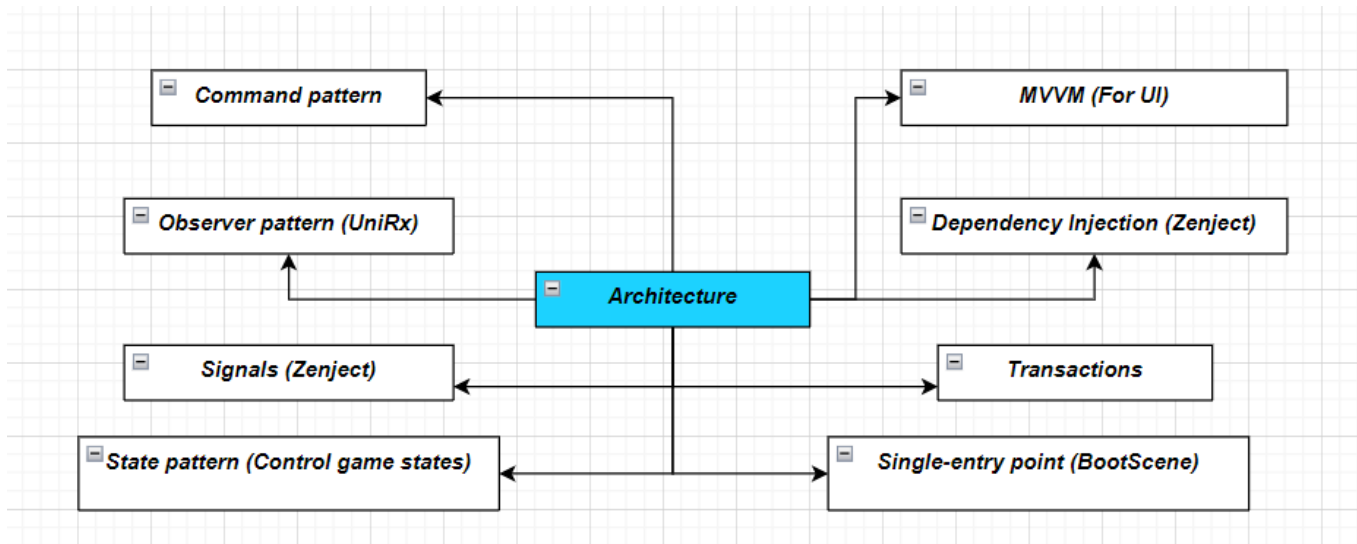 Command pattern
MVVM (For UI)
Observer pattern (UniRx)
Dependency Injection (Zenject)
Architecture
Signals (Zenject)
Transactions
State pattern (Control game states)
Single-entry point (BootScene)